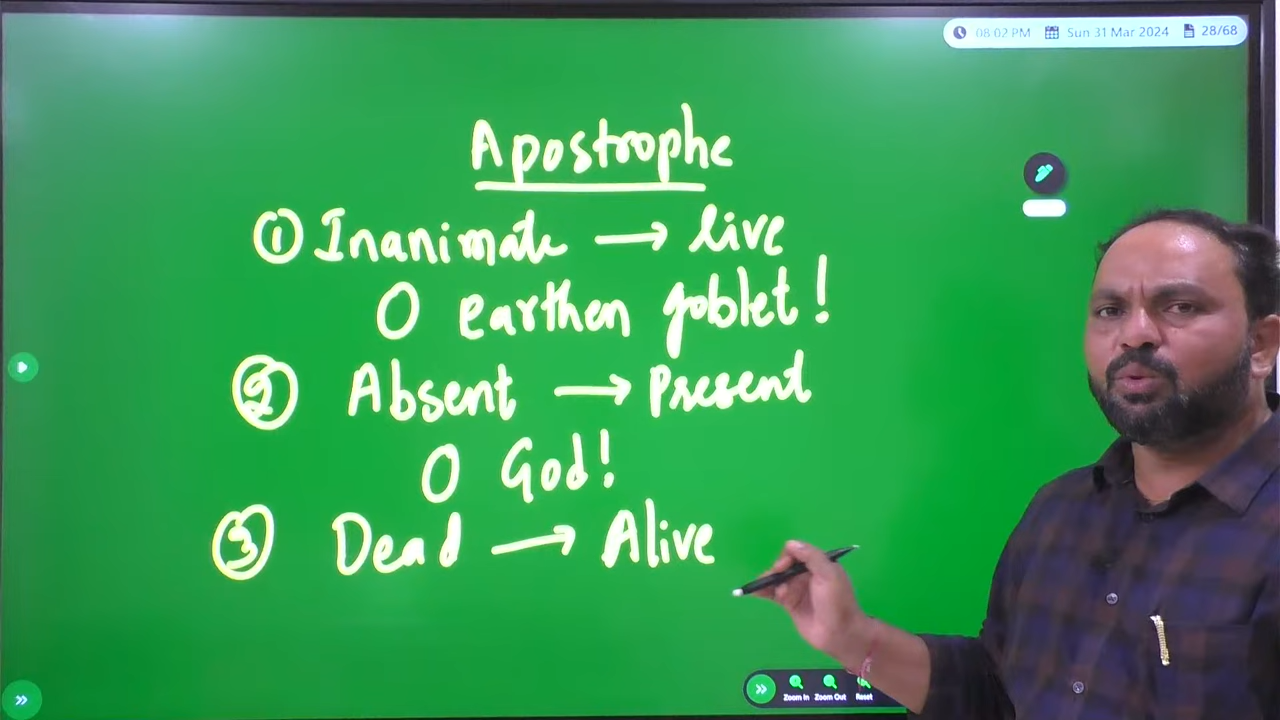 08:02 PM Sun 31 Mar 2024 28/68
Apostrophe
① Inanimate → live
O earthen goblet!
② Absent → Present
O God!
③ Dead → Alive
Zoom In Zoom Out Reset